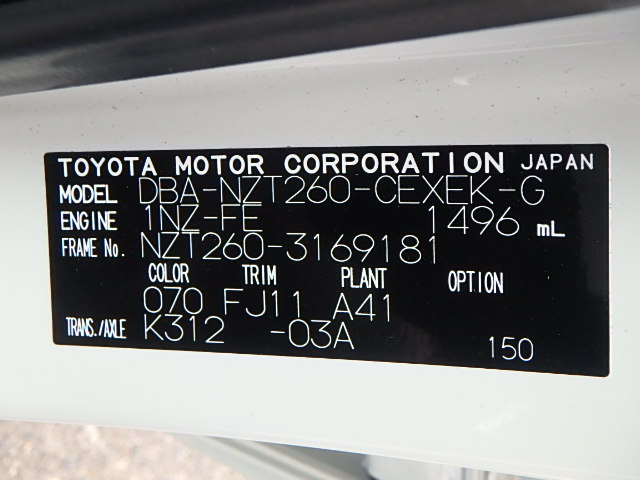 TOYOTA MOTOR CORPORATION JAPAN
MODEL DBA-NZT260-CEXEK-G
ENGINE 1NZ-FE 1496 mL
FRAME No. NZT260-3169181
COLOR TRIM PLANT OPTION
070 FJ11 A41
TRANS./AXLE K312 -03A
150